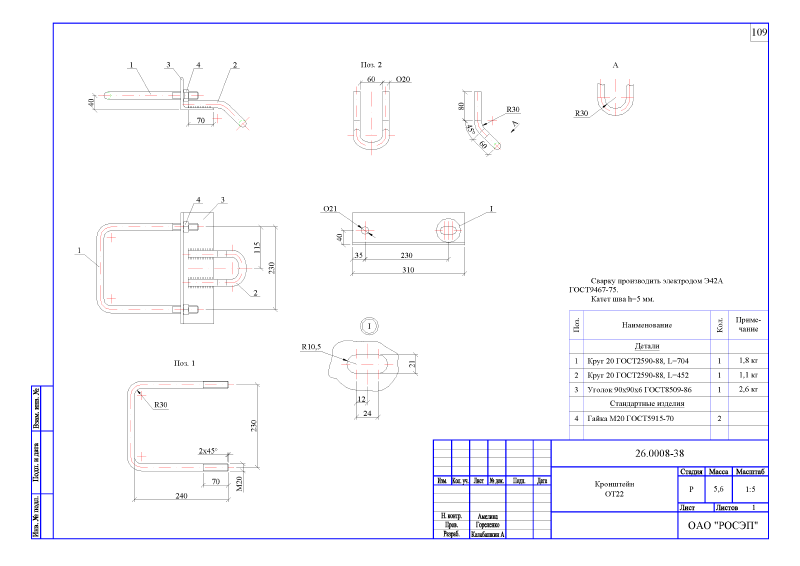 109
1
3
4
2
40
70
Поз. 2
60
O20
80
45°
60
R30
A
A
R30
4
3
1
2
115
230
O21
I
40
35
230
310
I
R10,5
21
12
24
Поз. 1
R30
230
2x45°
70
M20
240
Сварку производить электродом Э42А
ГОСТ9467-75.
Катет шва h=5 мм.
Поз. Наименование Кол. Приме-
чание
Детали
1 Круг 20 ГОСТ2590-88, L=704 1 1,8 кг
2 Круг 20 ГОСТ2590-88, L=452 1 1,1 кг
3 Уголок 90x90x6 ГОСТ8509-86 1 2,6 кг
Стандартные изделия
4 Гайка М20 ГОСТ5915-70 2
26.0008-38
Изм. Кол. уч. Лист № док. Подп. Дата
Кронштейн
ОТ22
Стадия Масса Масштаб
Р 5,6 1:5
Лист Листов 1
Н. контр. Амелина
Пров. Гореленко
Разраб. Калабашкин А
ОАО "РОСЭП"
Взам. инв. №
Подп. и дата
Инв. № подл.